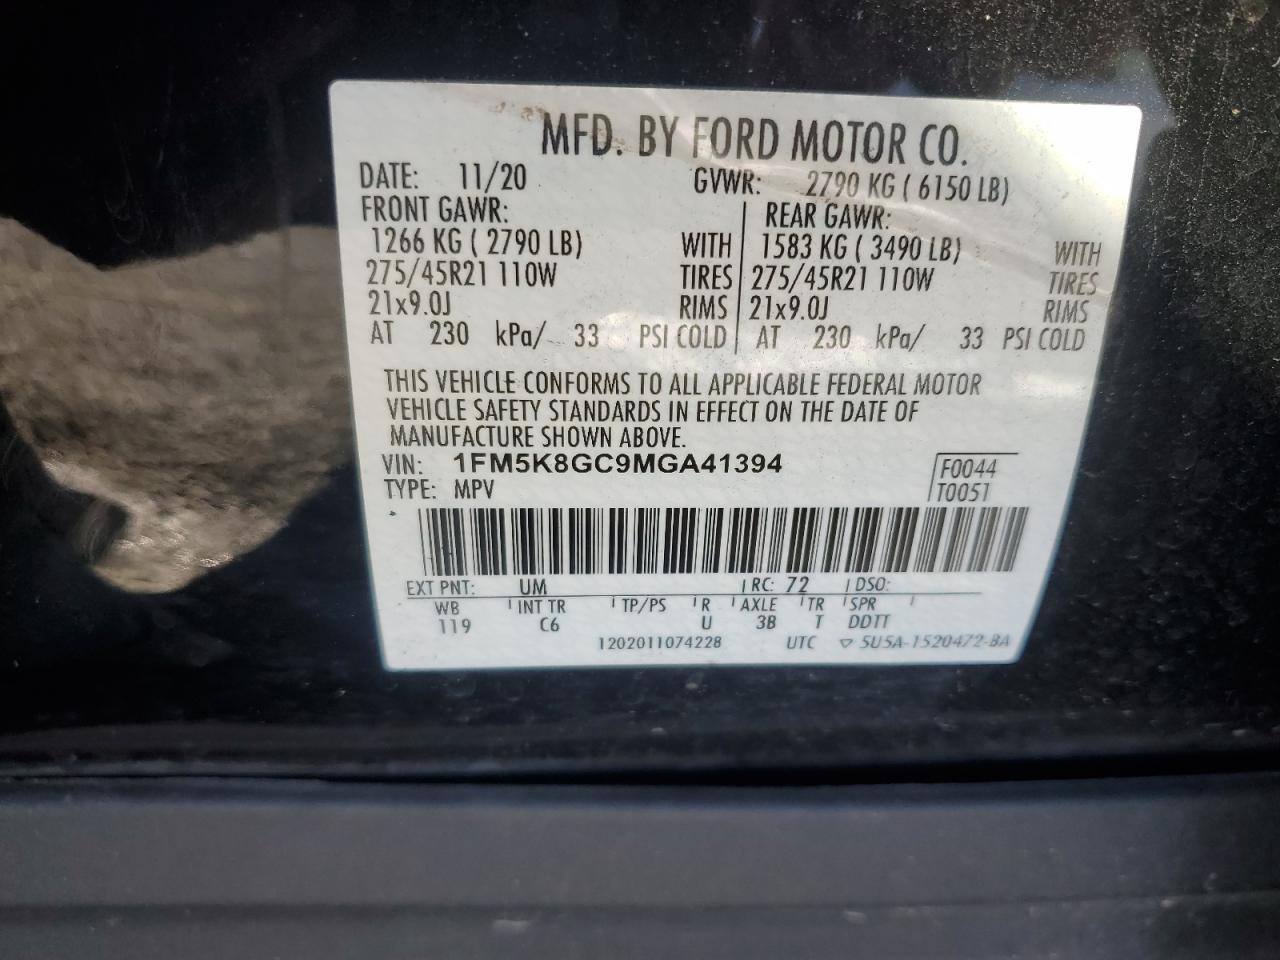 MFD. BY FORD MOTOR CO.
DATE: 11/20 GVWR: 2790 KG ( 6150 LB)
FRONT GAWR: REAR GAWR:
1266 KG ( 2790 LB) WITH 1583 KG ( 3490 LB) WITH
275/45R21 110W TIRES 275/45R21 110W TIRES
21x9.0J RIMS 21x9.0J RIMS
AT 230 kPa/ 33 PSI COLD AT 230 kPa/ 33 PSI COLD
THIS VEHICLE CONFORMS TO ALL APPLICABLE FEDERAL MOTOR
VEHICLE SAFETY STANDARDS IN EFFECT ON THE DATE OF
MANUFACTURE SHOWN ABOVE.
VIN: 1FM5K8GC9MGA41394 F0044
TYPE: MPV T0051
EXT PNT: UM RC: 72 DSO:
WB INT TR TP/PS R AXLE TR SPR
119 C6 U 3B T DDTT
1202011074228 UTC ▽ 5U5A-1520472-BA